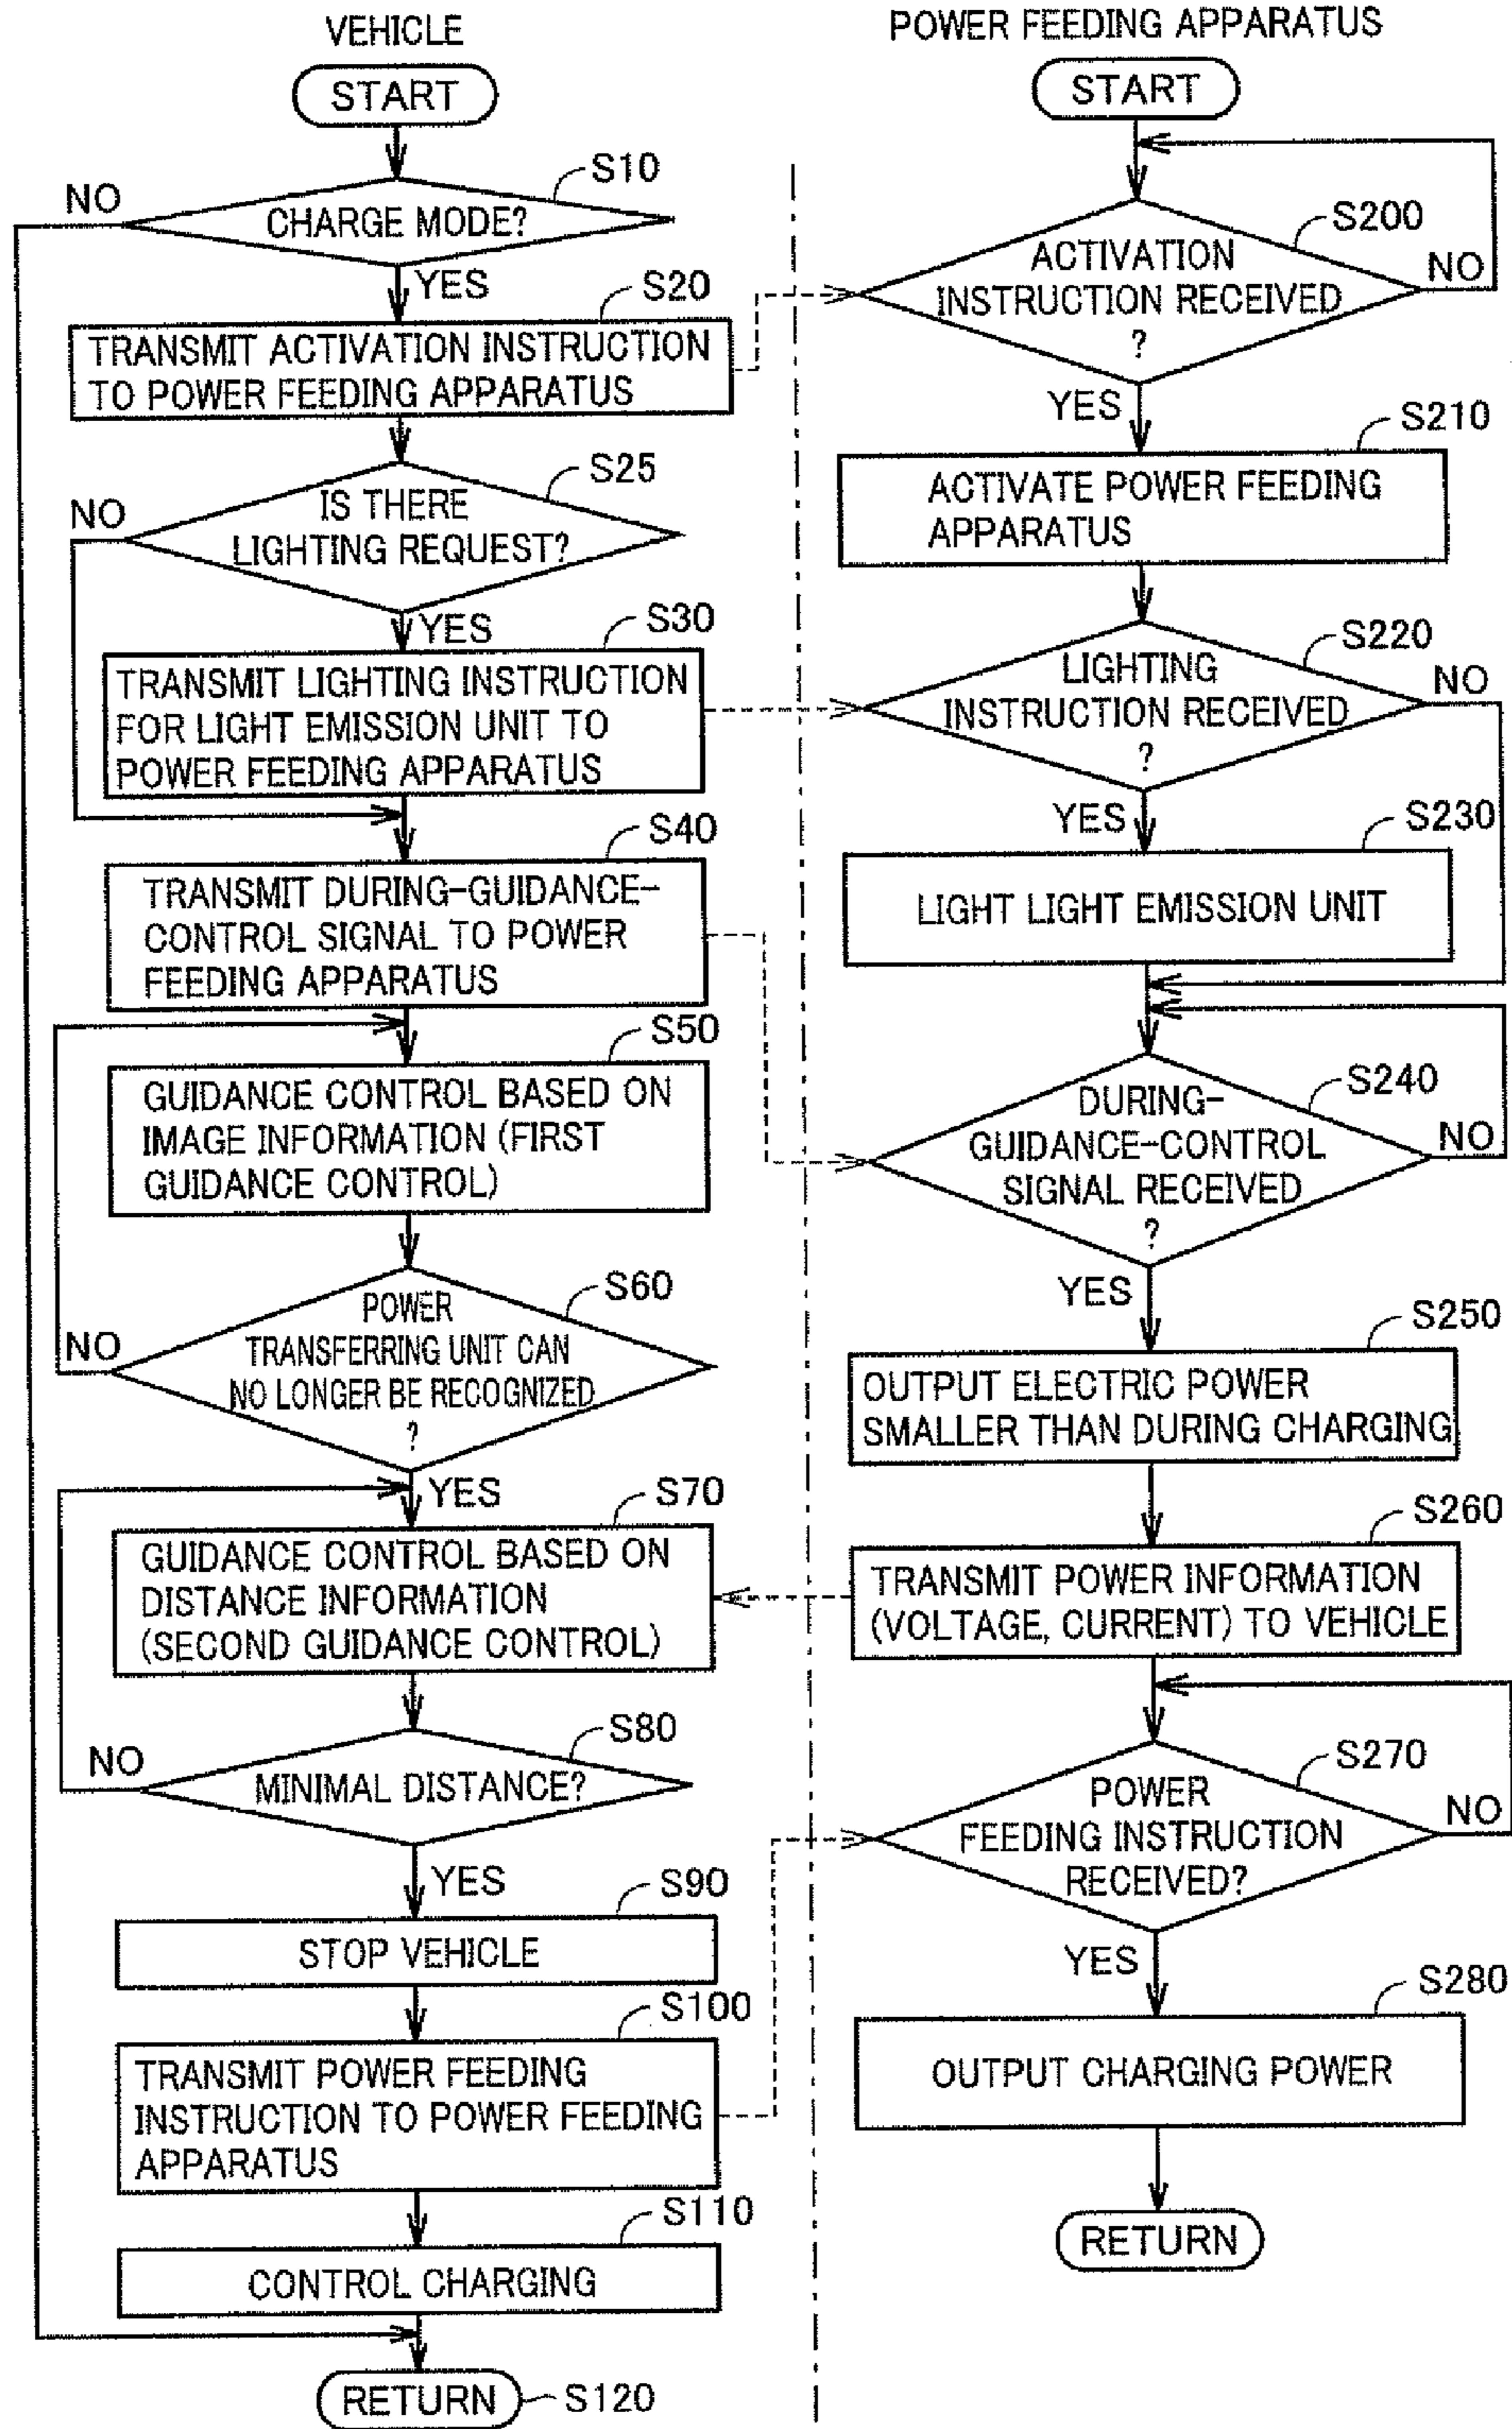 VEHICLE
START
S10
NO
CHARGE MODE?
YES
S20
TRANSMIT ACTIVATION INSTRUCTION
TO POWER FEEDING APPARATUS
S25
NO
IS THERE
LIGHTING REQUEST?
YES
S30
TRANSMIT LIGHTING INSTRUCTION
FOR LIGHT EMISSION UNIT TO
POWER FEEDING APPARATUS
S40
TRANSMIT DURING-GUIDANCE-
CONTROL SIGNAL TO POWER
FEEDING APPARATUS
S50
GUIDANCE CONTROL BASED ON
IMAGE INFORMATION (FIRST
GUIDANCE CONTROL)
S60
POWER
TRANSFERRING UNIT CAN
NO LONGER BE RECOGNIZED
?
NO
YES
S70
GUIDANCE CONTROL BASED ON
DISTANCE INFORMATION
(SECOND GUIDANCE CONTROL)
S80
NO
MINIMAL DISTANCE?
YES
S90
STOP VEHICLE
S100
TRANSMIT POWER FEEDING
INSTRUCTION TO POWER FEEDING
APPARATUS
S110
CONTROL CHARGING
RETURN
S120
POWER FEEDING APPARATUS
START
S200
ACTIVATION
INSTRUCTION RECEIVED
?
NO
YES
S210
ACTIVATE POWER FEEDING
APPARATUS
S220
LIGHTING
INSTRUCTION RECEIVED
?
NO
YES
S230
LIGHT LIGHT EMISSION UNIT
S240
DURING-
GUIDANCE-CONTROL
SIGNAL RECEIVED
?
NO
YES
S250
OUTPUT ELECTRIC POWER
SMALLER THAN DURING CHARGING
S260
TRANSMIT POWER INFORMATION
(VOLTAGE, CURRENT) TO VEHICLE
S270
POWER
FEEDING INSTRUCTION
RECEIVED?
NO
YES
S280
OUTPUT CHARGING POWER
RETURN